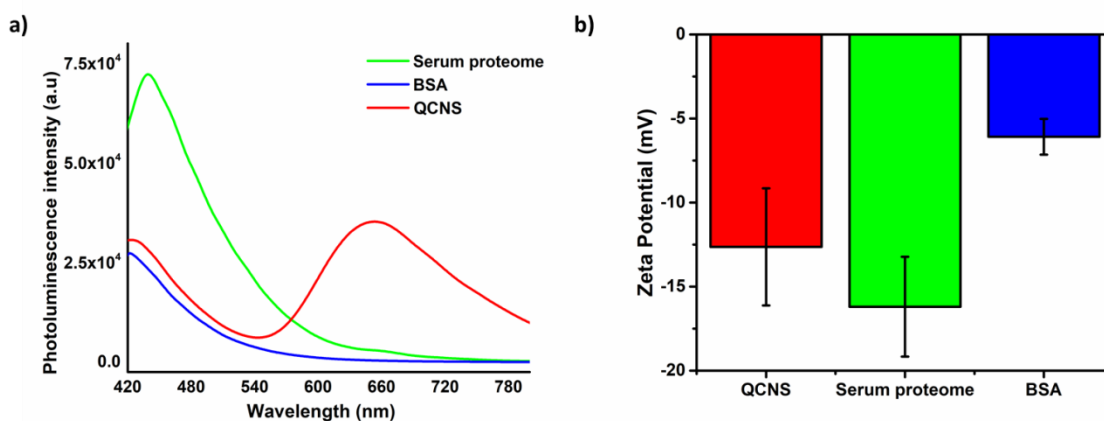 a)
Photoluminescence intensity (a.u)
7.5x10⁴
5.0x10⁴
2.5x10⁴
0.0
Serum proteome
BSA
QCNS
420 480 540 600 660 720 780
Wavelength (nm)
b)
Zeta Potential (mV)
0
-5
-10
-15
-20
QCNS Serum proteome BSA